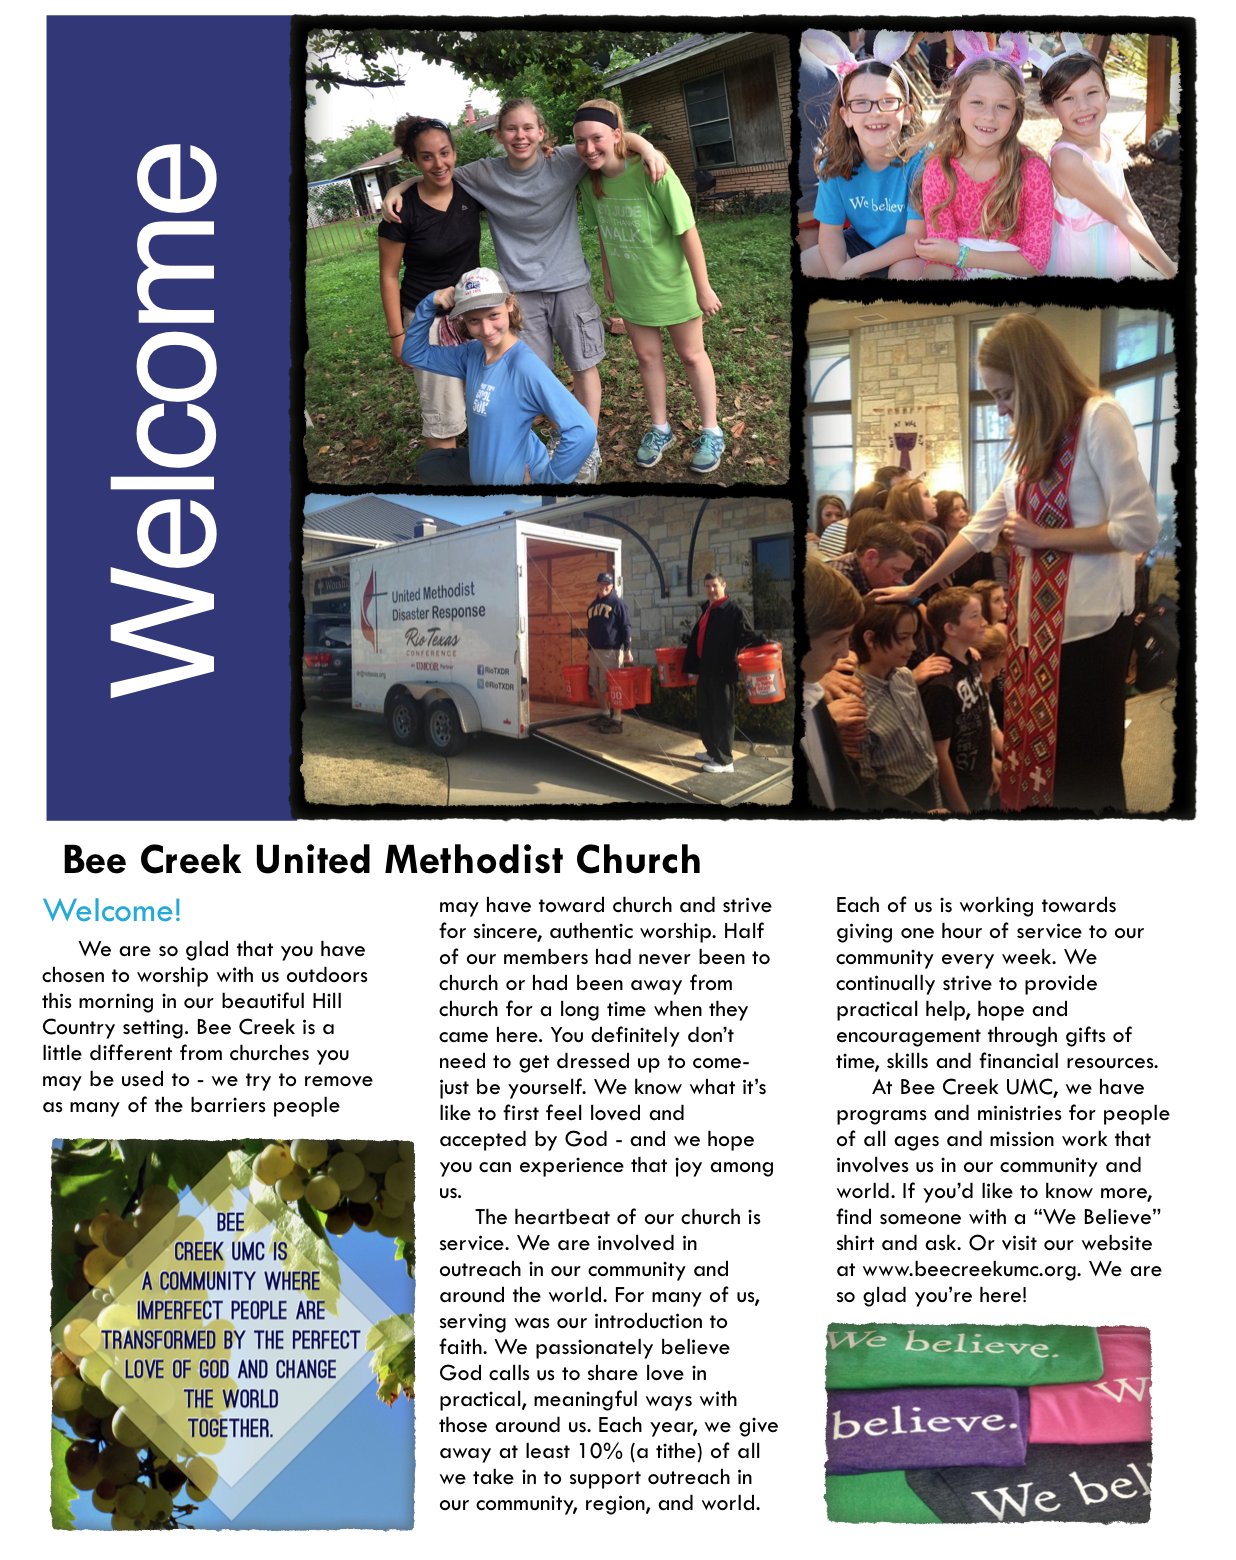 Welcome
We believ
GUIDE
WALK
United Methodist
Disaster Response
Rio Texas
CONFERENCE
UMCOR Partner
RioTXDR
@RioTXDR
Bee Creek United Methodist Church
Welcome!
We are so glad that you have
chosen to worship with us outdoors
this morning in our beautiful Hill
Country setting. Bee Creek is a
little different from churches you
may be used to - we try to remove
as many of the barriers people
BEE
CREEK UMC IS
A COMMUNITY WHERE
IMPERFECT PEOPLE ARE
TRANSFORMED BY THE PERFECT
LOVE OF GOD AND CHANGE
THE WORLD
TOGETHER.
may have toward church and strive
for sincere, authentic worship. Half
of our members had never been to
church or had been away from
church for a long time when they
came here. You definitely don't
need to get dressed up to come-
just be yourself. We know what it's
like to first feel loved and
accepted by God - and we hope
you can experience that joy among
us.
The heartbeat of our church is
service. We are involved in
outreach in our community and
around the world. For many of us,
serving was our introduction to
faith. We passionately believe
God calls us to share love in
practical, meaningful ways with
those around us. Each year, we give
away at least 10% (a tithe) of all
we take in to support outreach in
our community, region, and world.
Each of us is working towards
giving one hour of service to our
community every week. We
continually strive to provide
practical help, hope and
encouragement through gifts of
time, skills and financial resources.
At Bee Creek UMC, we have
programs and ministries for people
of all ages and mission work that
involves us in our community and
world. If you'd like to know more,
find someone with a “We Believe”
shirt and ask. Or visit our website
at www.beecreekumc.org. We are
so glad you're here!
We believe.
W
believe.
We bel